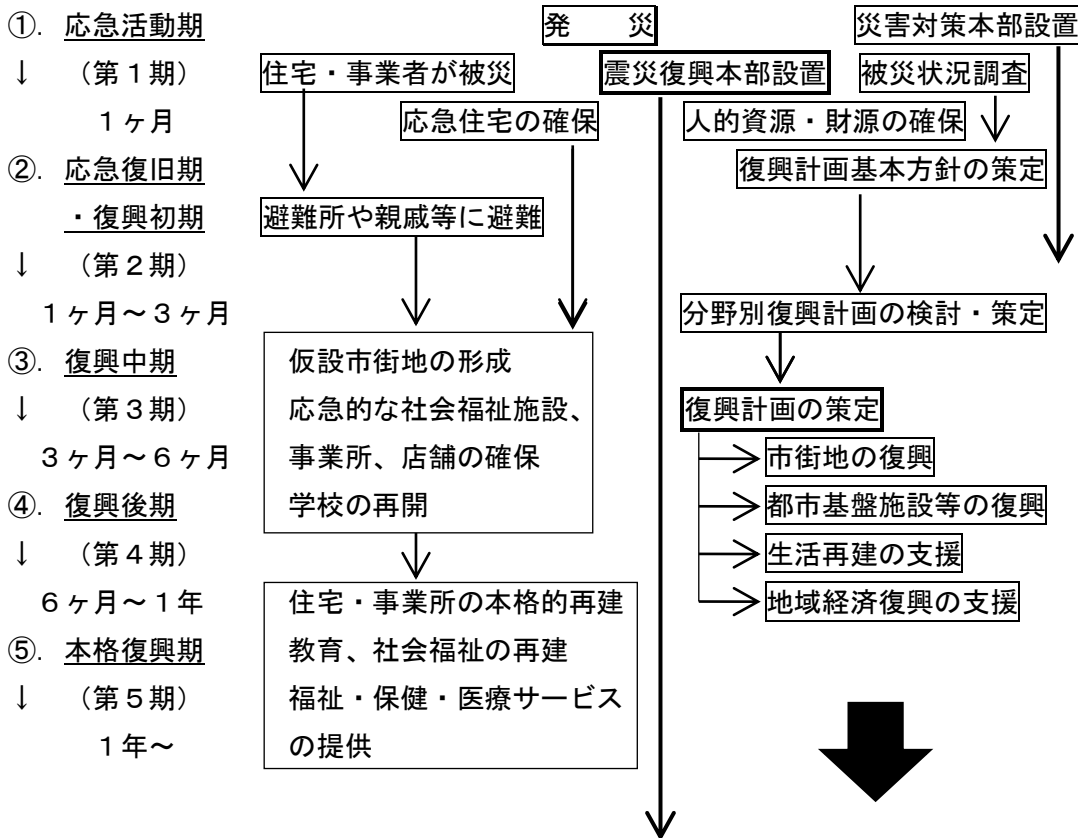 ①. 応急活動期
発　　災
災害対策本部設置
↓ （第１期）
住宅・事業者が被災
震災復興本部設置
被災状況調査
１ヶ月
応急住宅の確保
人的資源・財源の確保
②. 応急復旧期
復興計画基本方針の策定
・復興初期
避難所や親戚等に避難
↓ （第２期）
１ヶ月～３ヶ月
分野別復興計画の検討・策定
③. 復興中期
仮設市街地の形成
↓ （第３期）
応急的な社会福祉施設、
復興計画の策定
３ヶ月～６ヶ月
事業所、店舗の確保
市街地の復興
④. 復興後期
学校の再開
都市基盤施設等の復興
↓ （第４期）
生活再建の支援
６ヶ月～１年
住宅・事業所の本格的再建
地域経済復興の支援
⑤. 本格復興期
教育、社会福祉の再建
↓ （第５期）
福祉・保健・医療サービス
１年～
の提供